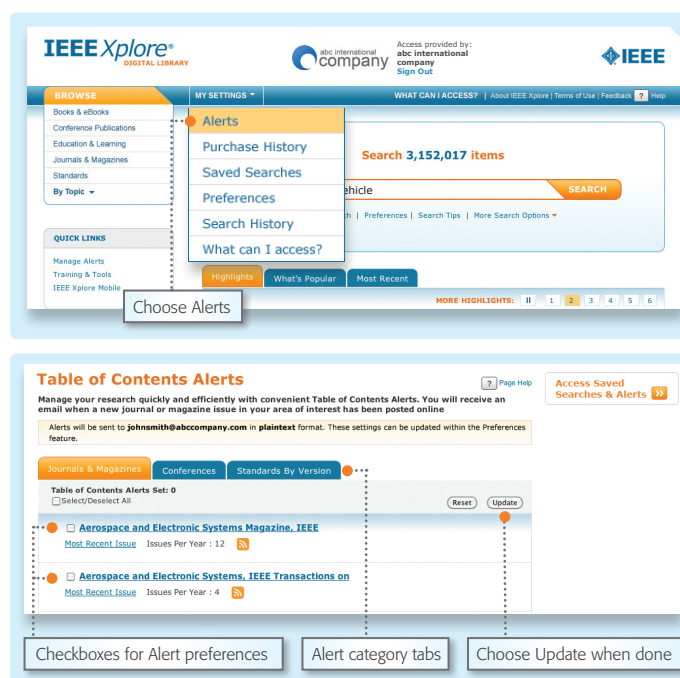 IEEE Xplore®
DIGITAL LIBRARY
abc international
company
Access provided by:
abc international
company
Sign Out
IEEE
BROWSE
MY SETTINGS
WHAT CAN I ACCESS? | About IEEE Xplore | Terms of Use | Feedback ? Help
Books & eBooks
Conference Publications
Education & Learning
Journals & Magazines
Standards
By Topic
Alerts
Purchase History
Saved Searches
Preferences
Search History
What can I access?
Search 3,152,017 items
ehicle
SEARCH
| Preferences | Search Tips | More Search Options
QUICK LINKS
Manage Alerts
Training & Tools
IEEE Xplore Mobile
Highlights
What's Popular
Most Recent
MORE HIGHLIGHTS: II 1 2 3 4 5 6
Choose Alerts
Table of Contents Alerts
? Page Help
Access Saved
Searches & Alerts
Manage your research quickly and efficiently with convenient Table of Contents Alerts. You will receive an
email when a new journal or magazine issue in your area of interest has been posted online
Alerts will be sent to johnsmith@abccompany.com in plaintext format. These settings can be updated within the Preferences
feature.
Journals & Magazines
Conferences
Standards By Version
Table of Contents Alerts Set: 0
Select/Deselect All
Reset
Update
Aerospace and Electronic Systems Magazine, IEEE
Most Recent Issue Issues Per Year : 12
Aerospace and Electronic Systems, IEEE Transactions on
Most Recent Issue Issues Per Year : 4
Checkboxes for Alert preferences
Alert category tabs
Choose Update when done